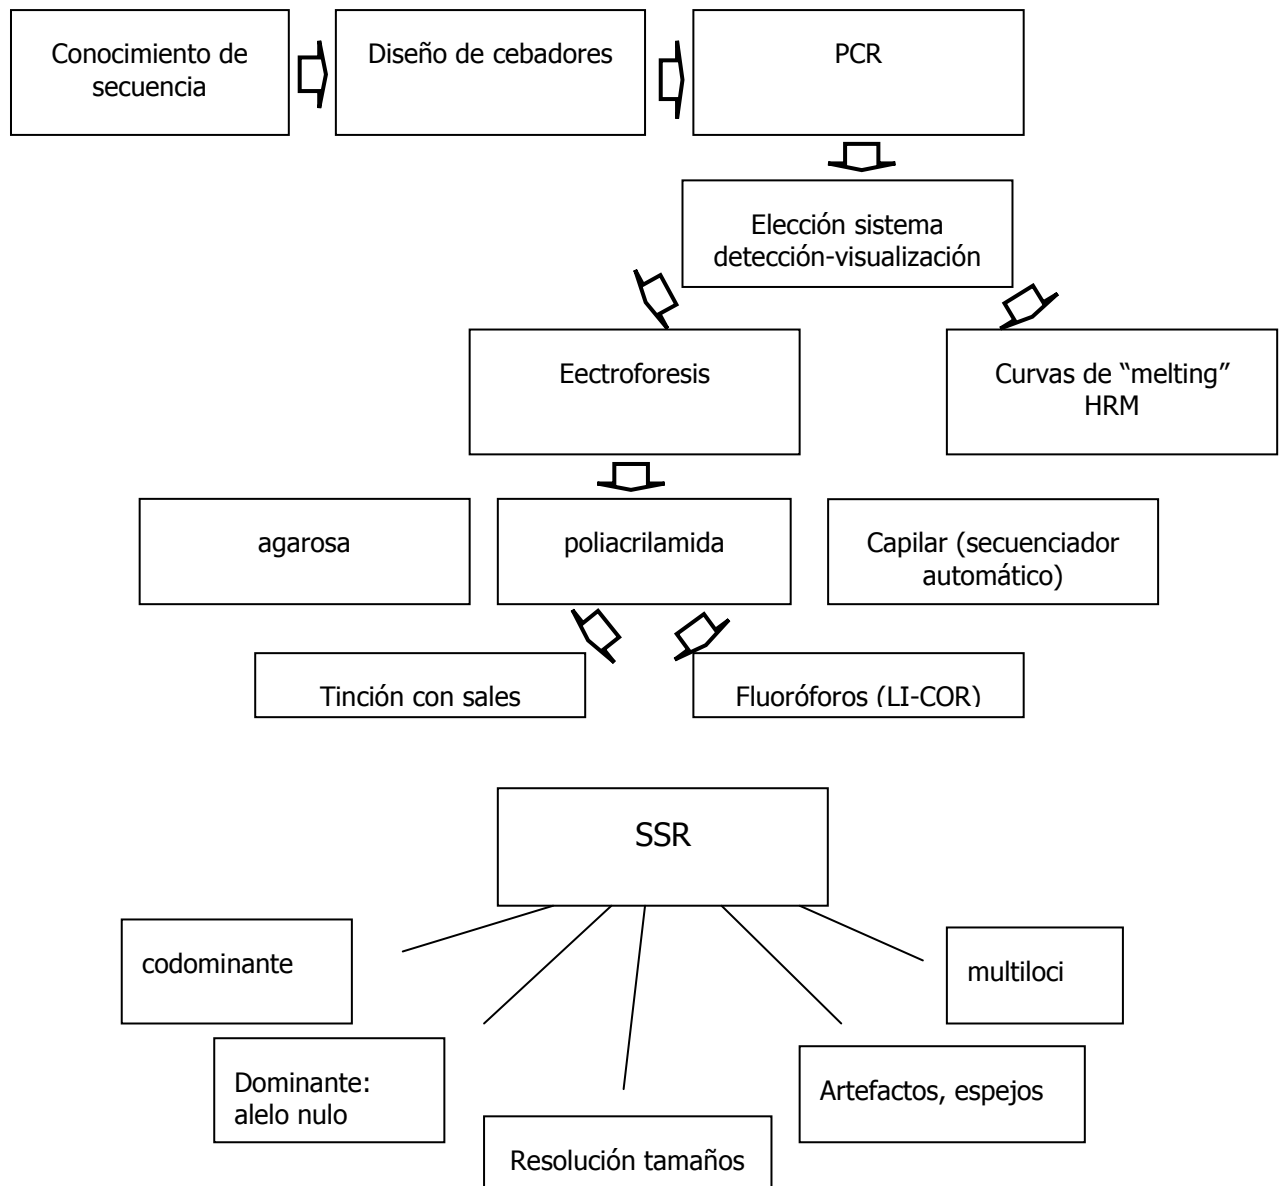 Conocimiento de
secuencia
Diseño de cebadores
PCR
Elección sistema
detección-visualización
Eectroforesis
Curvas de “melting”
HRM
agarosa
poliacrilamida
Capilar (secuenciador
automático)
Tinción con sales
Fluoróforos (LI-COR)
SSR
codominante
multiloci
Dominante:
alelo nulo
Artefactos, espejos
Resolución tamaños